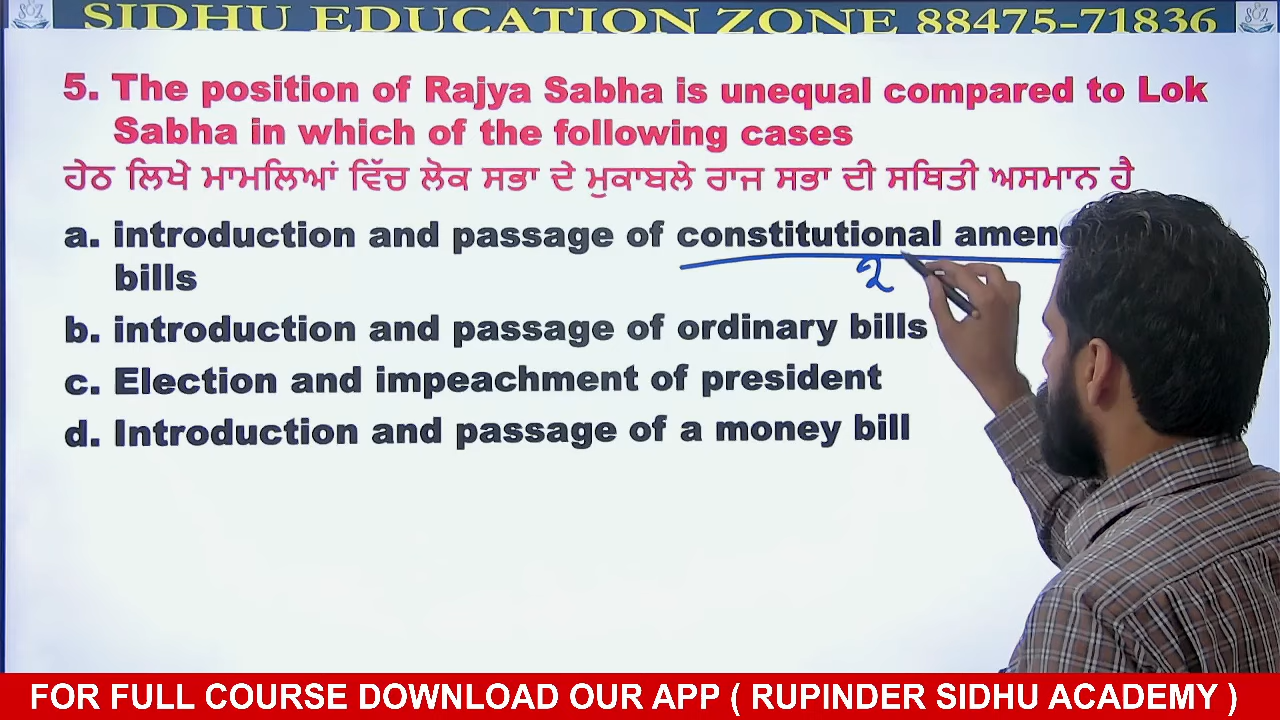 SIDHU EDUCATION ZONE 88475-71836
5. The position of Rajya Sabha is unequal compared to Lok
Sabha in which of the following cases
ਹੇਠ ਲਿਖੇ ਮਾਮਲਿਆਂ ਵਿੱਚ ਲੋਕ ਸਭਾ ਦੇ ਮੁਕਾਬਲੇ ਰਾਜ ਸਭਾ ਦੀ ਸਥਿਤੀ ਅਸਮਾਨ ਹੈ
a. introduction and passage of constitutional
bills
2
b. introduction and passage of ordinary bills
c. Election and impeachment of president
d. Introduction and passage of a money bill
FOR FULL COURSE DOWNLOAD OUR APP ( RUPINDER SIDHU ACADEMY )